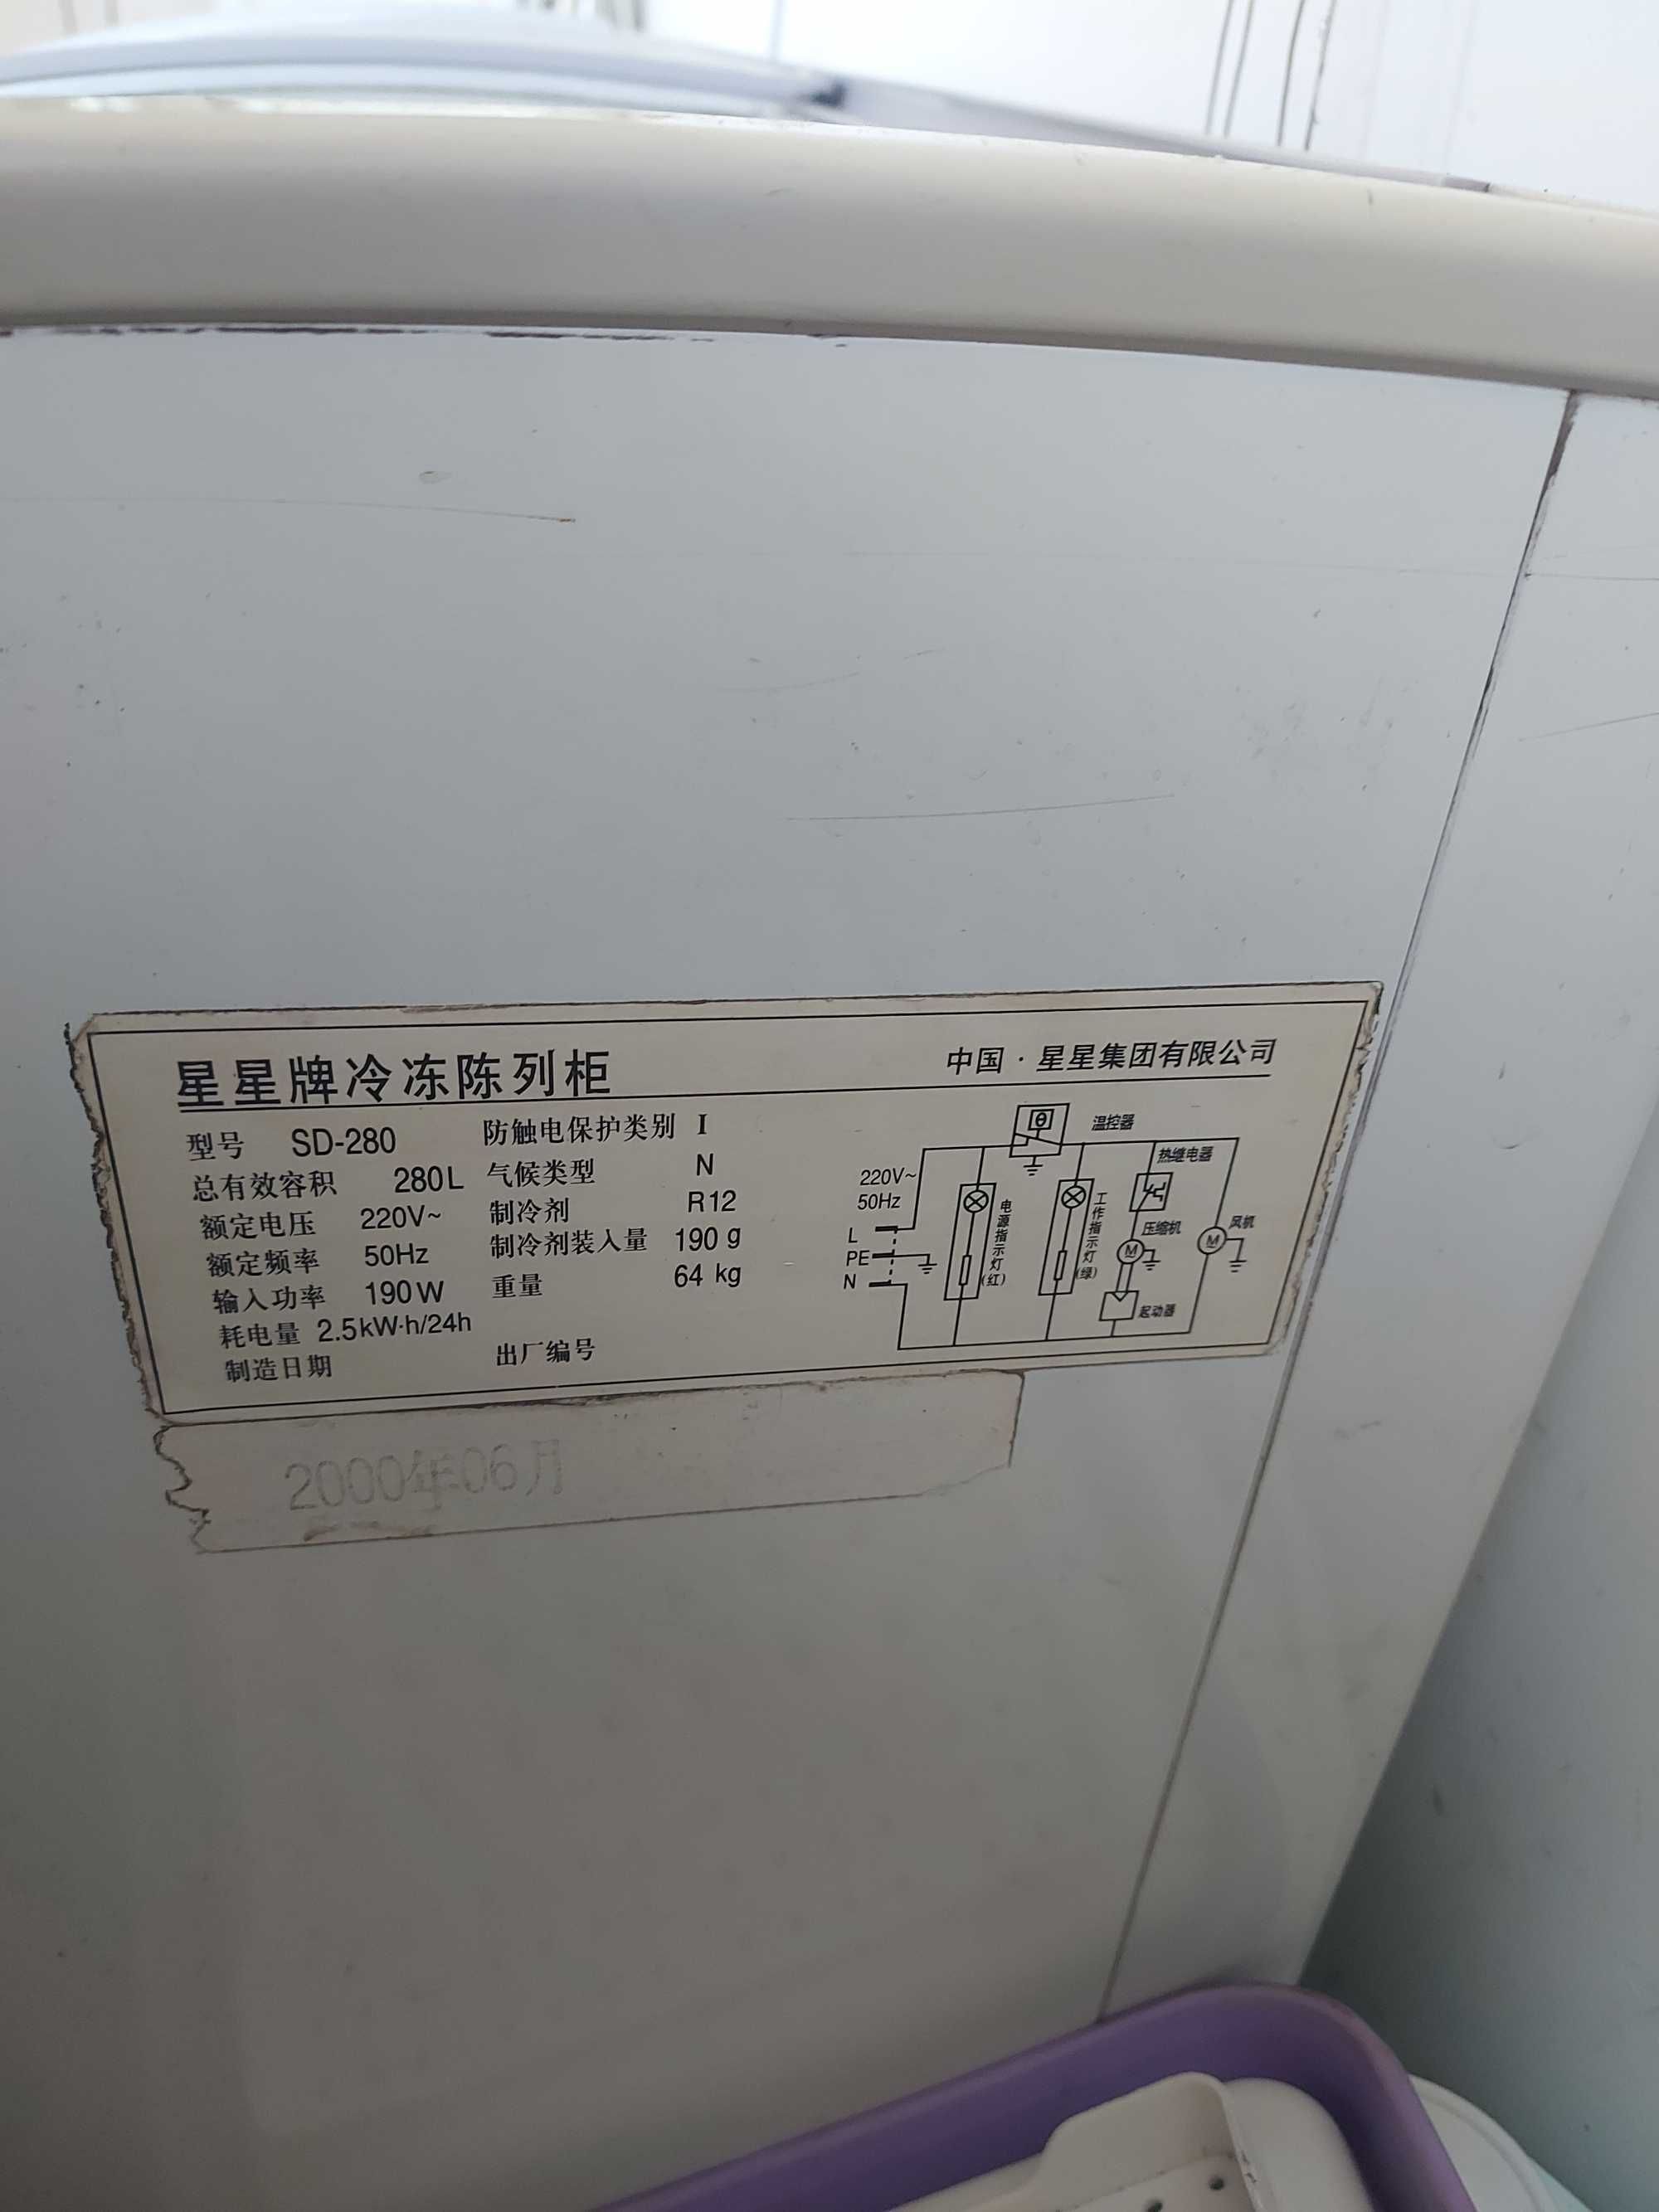 星星牌冷冻陈列柜
中国·星星集团有限公司
型号 SD-280
总有效容积 280L
额定电压 220V~
额定频率 50Hz
输入功率 190W
耗电量 2.5kW·h/24h
制造日期
防触电保护类别 I
气候类型 N
制冷剂 R12
制冷剂装入量 190 g
重量 64 kg
出厂编号
220V~
50Hz
L
PE
N
θ
温控器
电源指示灯(红)
工作指示灯(绿)
热继电器
压缩机
M
起动器
风机
M
2000年06月